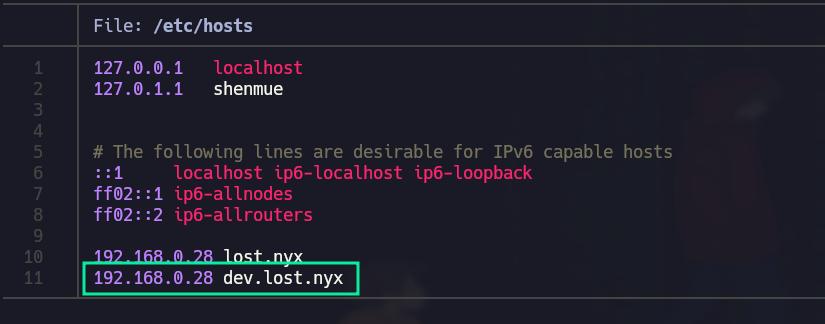 File: /etc/hosts
1 127.0.0.1 localhost
2 127.0.1.1 shenmue
3
4
5 # The following lines are desirable for IPv6 capable hosts
6 ::1 localhost ip6-localhost ip6-loopback
7 ff02::1 ip6-allnodes
8 ff02::2 ip6-allrouters
9
10 192.168.0.28 lost.nyx
11 192.168.0.28 dev.lost.nyx